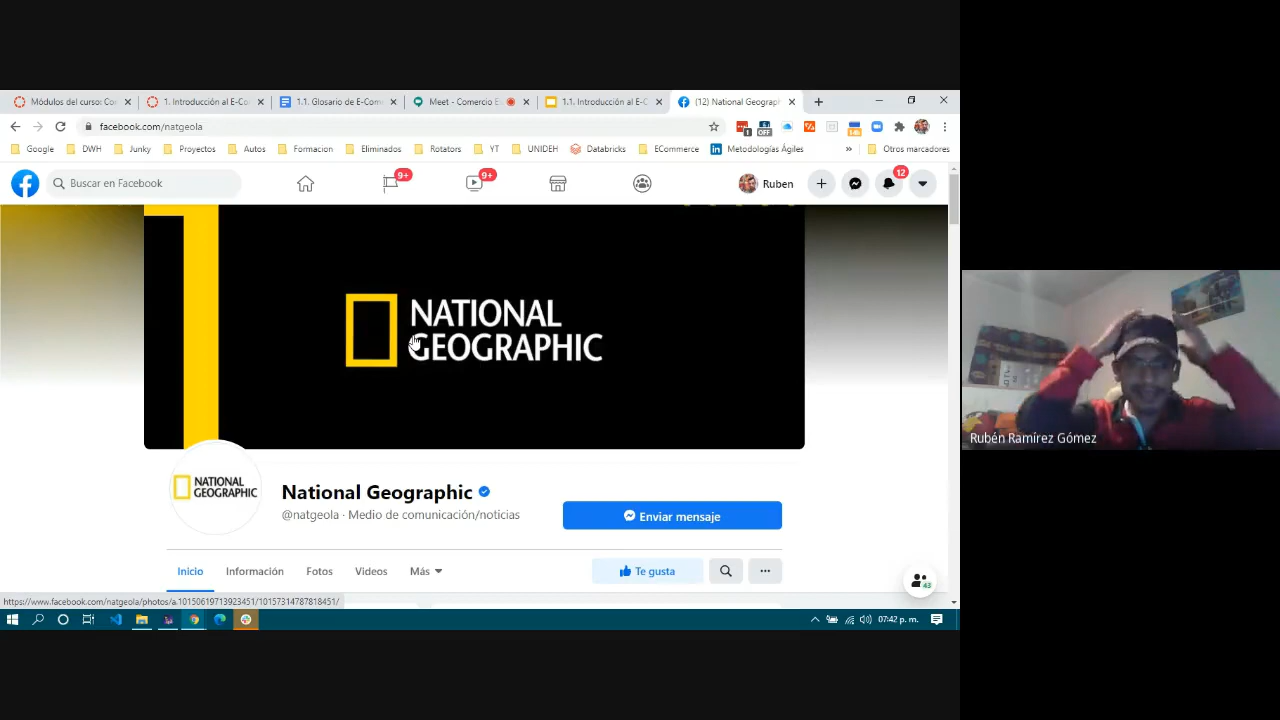 Módulos del curso: Co
1. Introducción al E-Co
1.1. Glosario de E-Com
Meet - Comercio E
1.1. Introducción al E-C
(12) National Geograph
facebook.com/natgeola
OFF
Google
DWH
Junky
Proyectos
Autos
Formacion
Eliminados
Rotators
YT
UNIDEH
Databricks
ECommerce
Metodologías Ágiles
»
Otros marcadores
Buscar en Facebook
9+
9+
Ruben
12
NATIONAL
GEOGRAPHIC
NATIONAL
GEOGRAPHIC
National Geographic
@natgeola · Medio de comunicación/noticias
Enviar mensaje
Inicio
Información
Fotos
Videos
Más
Te gusta
43
https://www.facebook.com/natgeola/photos/a.10150619713923451/10157314787818451/
07:42 p. m.
Rubén Ramírez Gómez